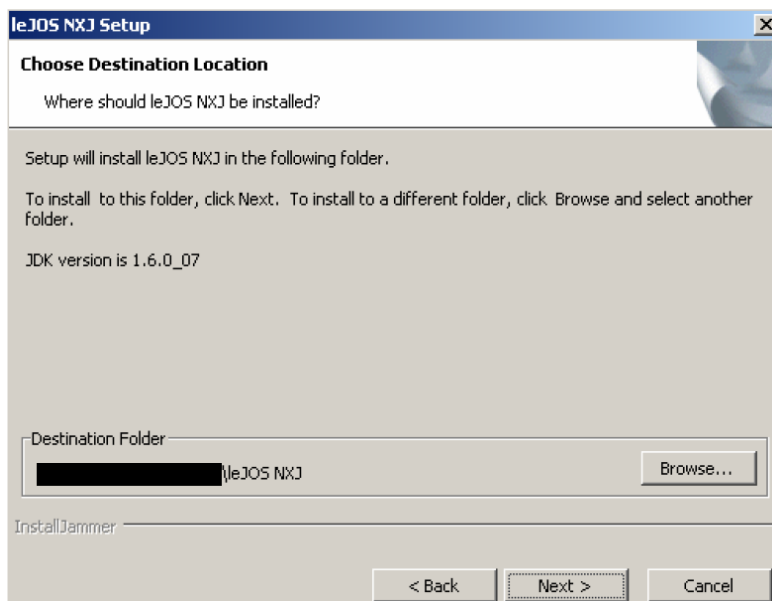 leJOS NXJ Setup
Choose Destination Location
Where should leJOS NXJ be installed?
Setup will install leJOS NXJ in the following folder.
To install to this folder, click Next. To install to a different folder, click Browse and select another
folder.
JDK version is 1.6.0_07
Destination Folder
\leJOS NXJ
Browse...
InstallJammer
< Back
Next >
Cancel